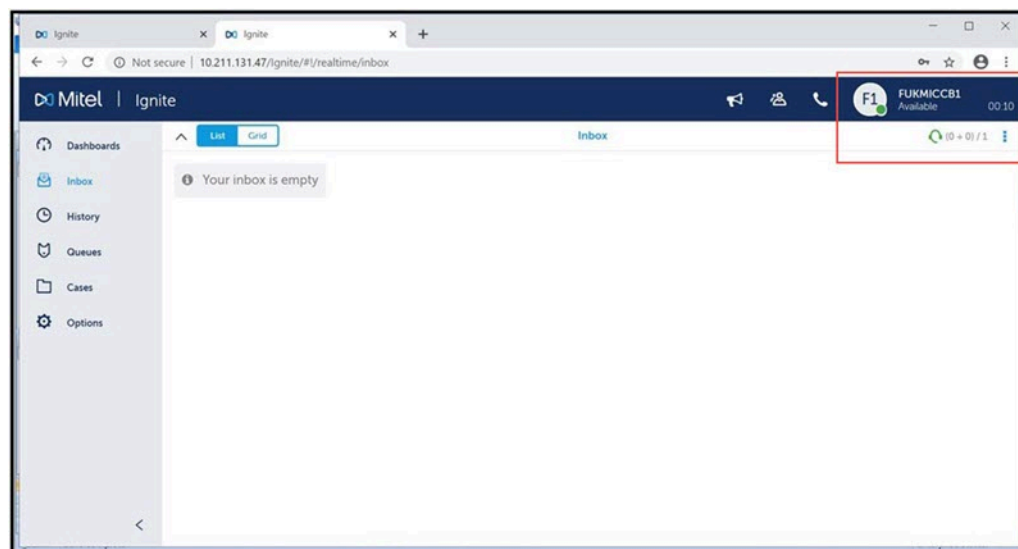 Ignite
Ignite
Not secure | 10.211.131.47/Ignite/#!/realtime/inbox
Mitel | Ignite
F1
FUKMICCB1
Available
00:10
List
Grid
Inbox
(0 + 0) / 1
Your inbox is empty
Dashboards
Inbox
History
Queues
Cases
Options